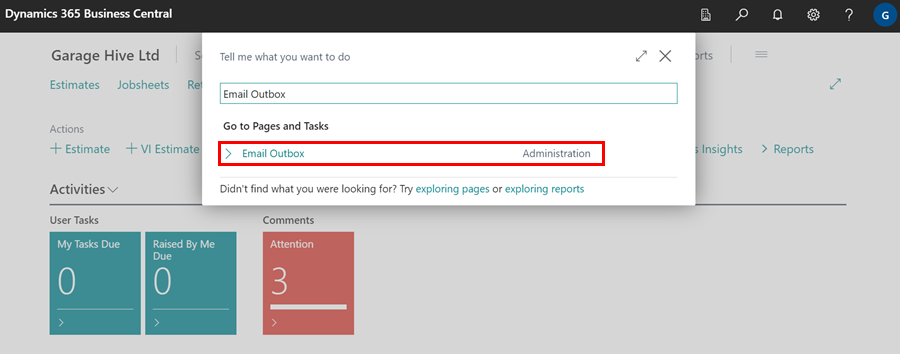 Dynamics 365 Business Central
G
Garage Hive Ltd
Tell me what you want to do
Estimates Jobsheets
Email Outbox
Go to Pages and Tasks
Email Outbox Administration
Actions
Estimate VI Estimate Insights Reports
Didn't find what you were looking for? Try exploring pages or exploring reports
Activities
User Tasks Comments
My Tasks Due
0
Raised By Me
Due
0
Attention
3